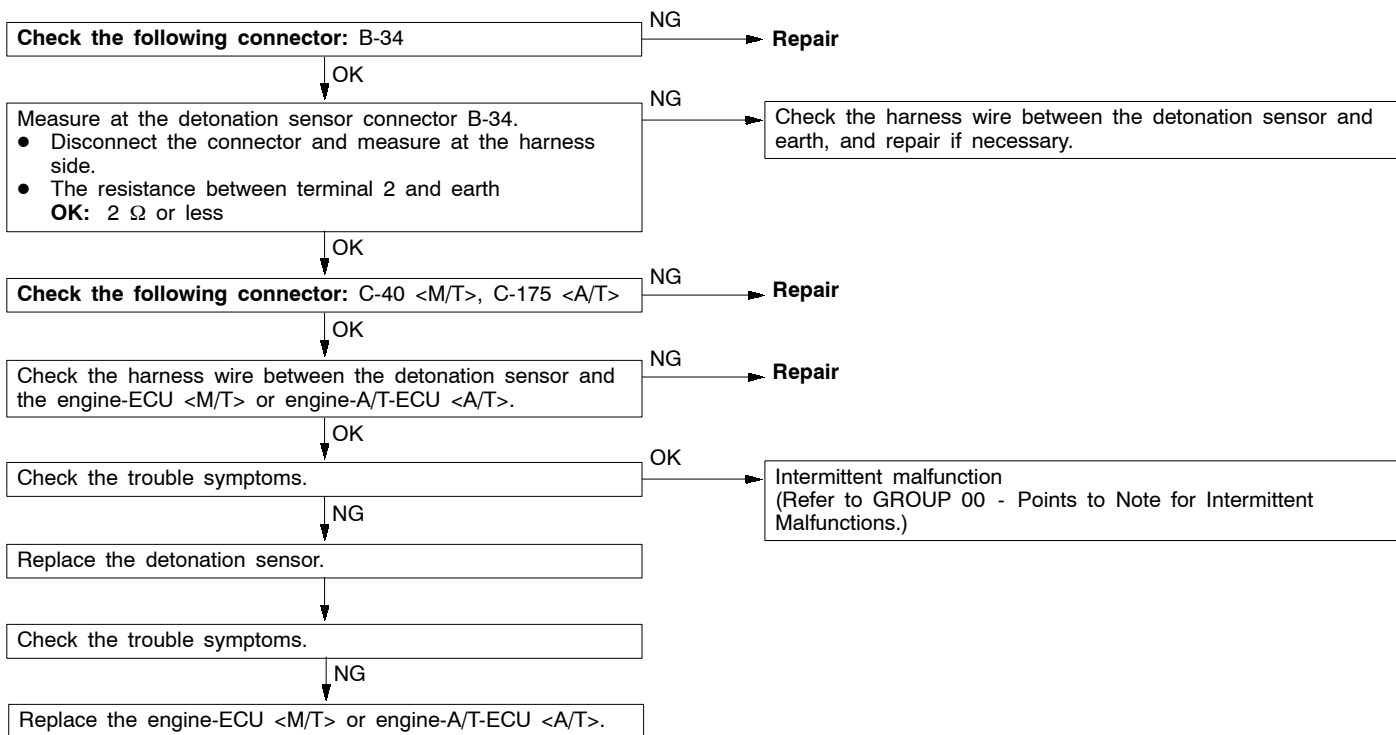 Check the following connector: B-34
NG
Repair
OK
Measure at the detonation sensor connector B-34.
● Disconnect the connector and measure at the harness
side.
● The resistance between terminal 2 and earth
OK: 2 Ω or less
NG
Check the harness wire between the detonation sensor and
earth, and repair if necessary.
OK
Check the following connector: C-40 <M/T>, C-175 <A/T>
NG
Repair
OK
Check the harness wire between the detonation sensor and
the engine-ECU <M/T> or engine-A/T-ECU <A/T>.
NG
Repair
OK
Check the trouble symptoms.
OK
Intermittent malfunction
(Refer to GROUP 00 - Points to Note for Intermittent
Malfunctions.)
NG
Replace the detonation sensor.
Check the trouble symptoms.
NG
Replace the engine-ECU <M/T> or engine-A/T-ECU <A/T>.